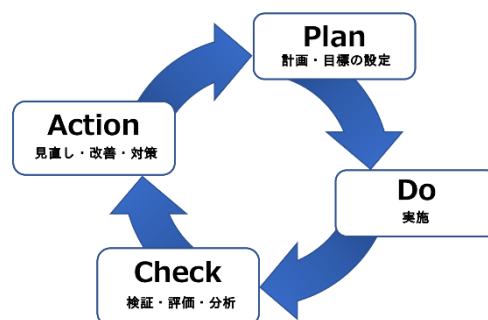 Plan
計画・目標の設定
Do
実施
Check
検証・評価・分析
Action
見直し・改善・対策